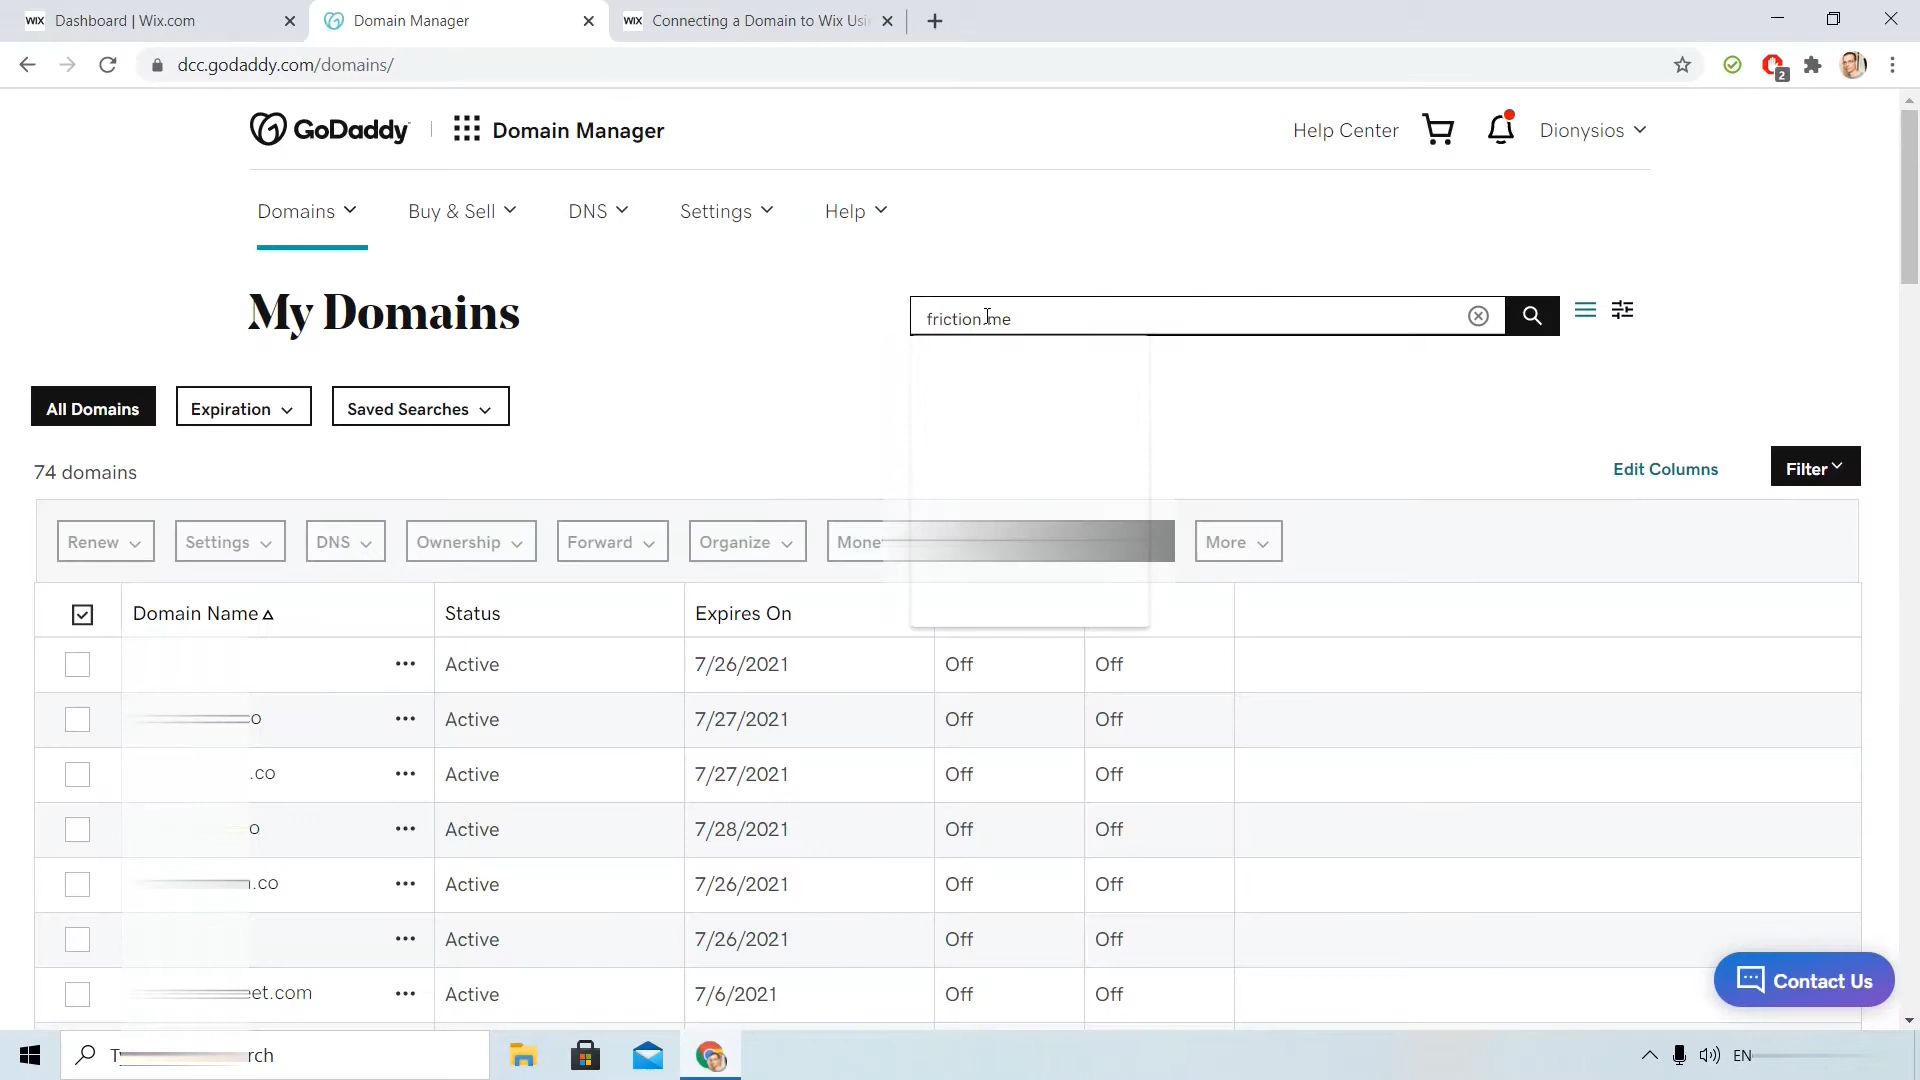 WIX Dashboard | Wix.com
Domain Manager
WIX Connecting a Domain to Wix Usi
dcc.godaddy.com/domains/
2
GoDaddy
Domain Manager
Help Center
Dionysios
Domains
Buy & Sell
DNS
Settings
Help
My Domains
friction.me
All Domains
Expiration
Saved Searches
74 domains
Edit Columns
Filter
Renew
Settings
DNS
Ownership
Forward
Organize
Mone
More
Domain Name
Status
Expires On
Active 7/26/2021 Off Off
o Active 7/27/2021 Off Off
.co Active 7/27/2021 Off Off
o Active 7/28/2021 Off Off
.co Active 7/26/2021 Off Off
Active 7/26/2021 Off Off
eet.com Active 7/6/2021 Off Off
Contact Us
rch
EN